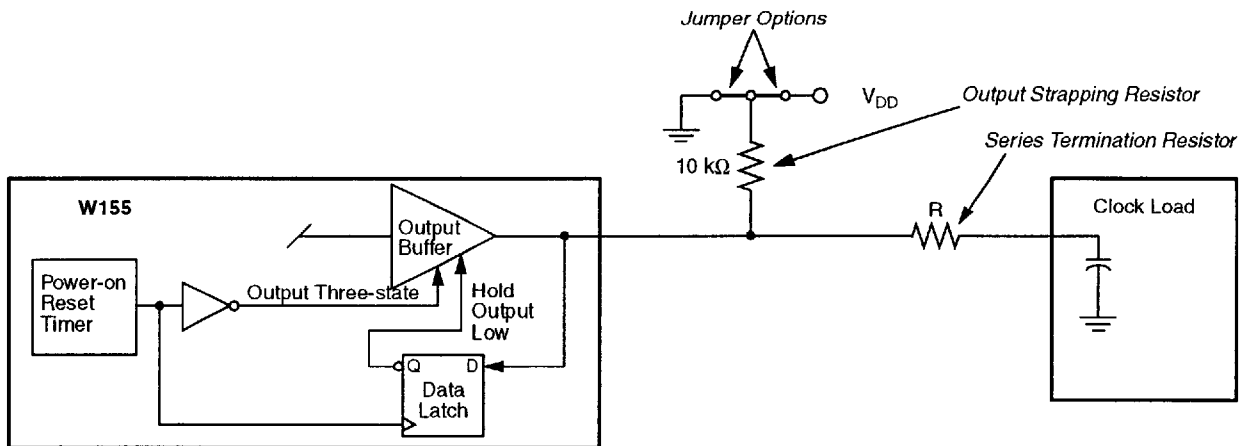 Jumper Options
V_DD
Output Strapping Resistor
Series Termination Resistor
10 kΩ
R
W155
Output
Buffer
Clock Load
Power-on
Reset
Timer
Output Three-state
Hold
Output
Low
Q
D
Data
Latch